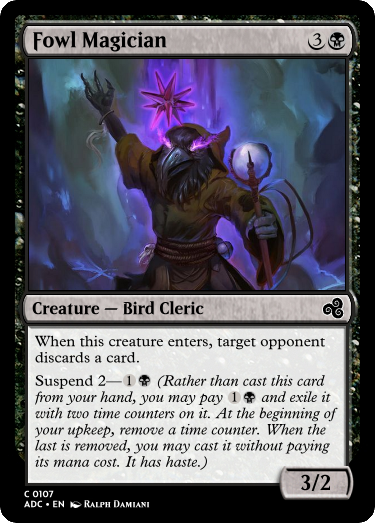 Fowl Magician 3
Creature — Bird Cleric
When this creature enters, target opponent
discards a card.
Suspend 2—1 (Rather than cast this card
from your hand, you may pay 1 and exile it
with two time counters on it. At the beginning of
your upkeep, remove a time counter. When the
last is removed, you may cast it without paying
its mana cost. It has haste.)
3/2
C 0107
ADC • EN Ralph Damiani